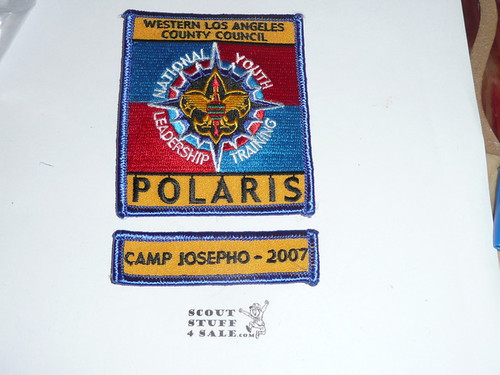 WESTERN LOS ANGELES
COUNTY COUNCIL
NATIONAL YOUTH
LEADERSHIP TRAINING
POLARIS
CAMP JOSEPHO - 2007
SCOUT
STUFF
4 SALE.COM